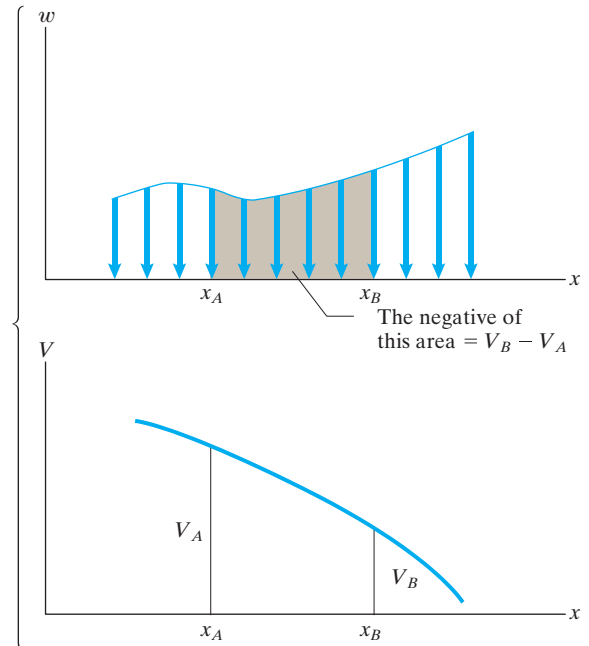 w
x
x_A
x_B
The negative of
this area = V_B − V_A
V
V_A
V_B
x
x_A
x_B